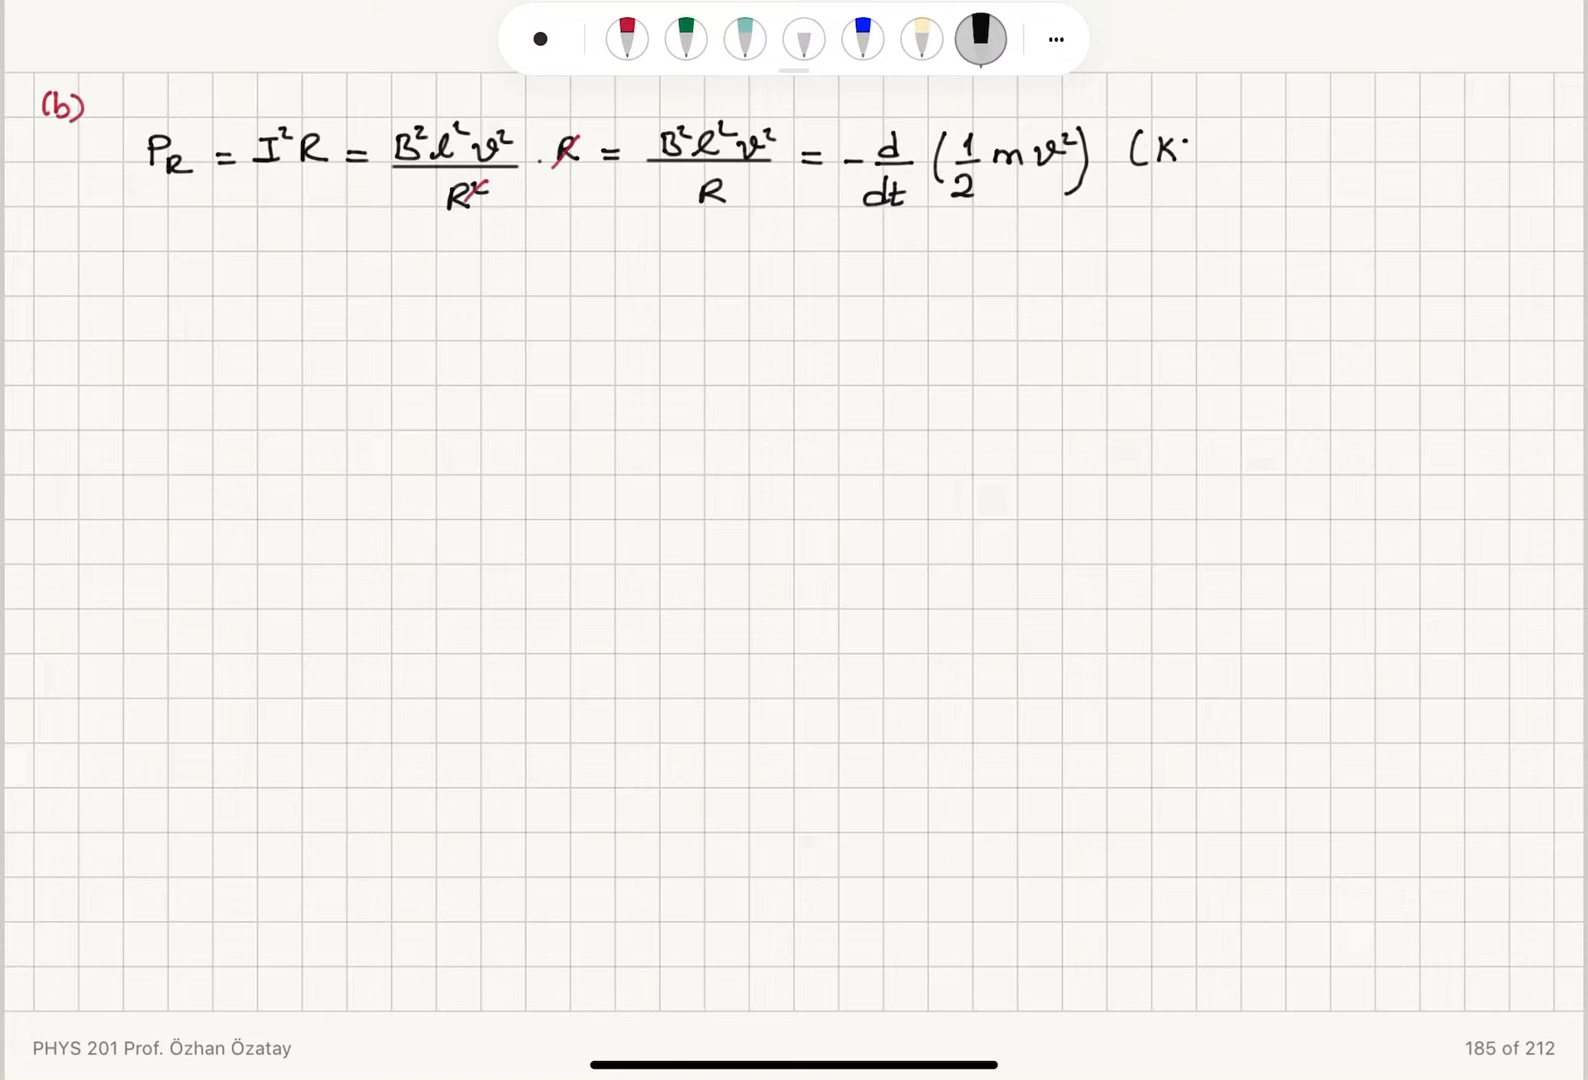 (b)
P_R = I²R = B²l²v²/R² . R = B²l²v²/R = - d/dt (1/2 mv²) (K.
PHYS 201 Prof. Özhan Özatay
185 of 212